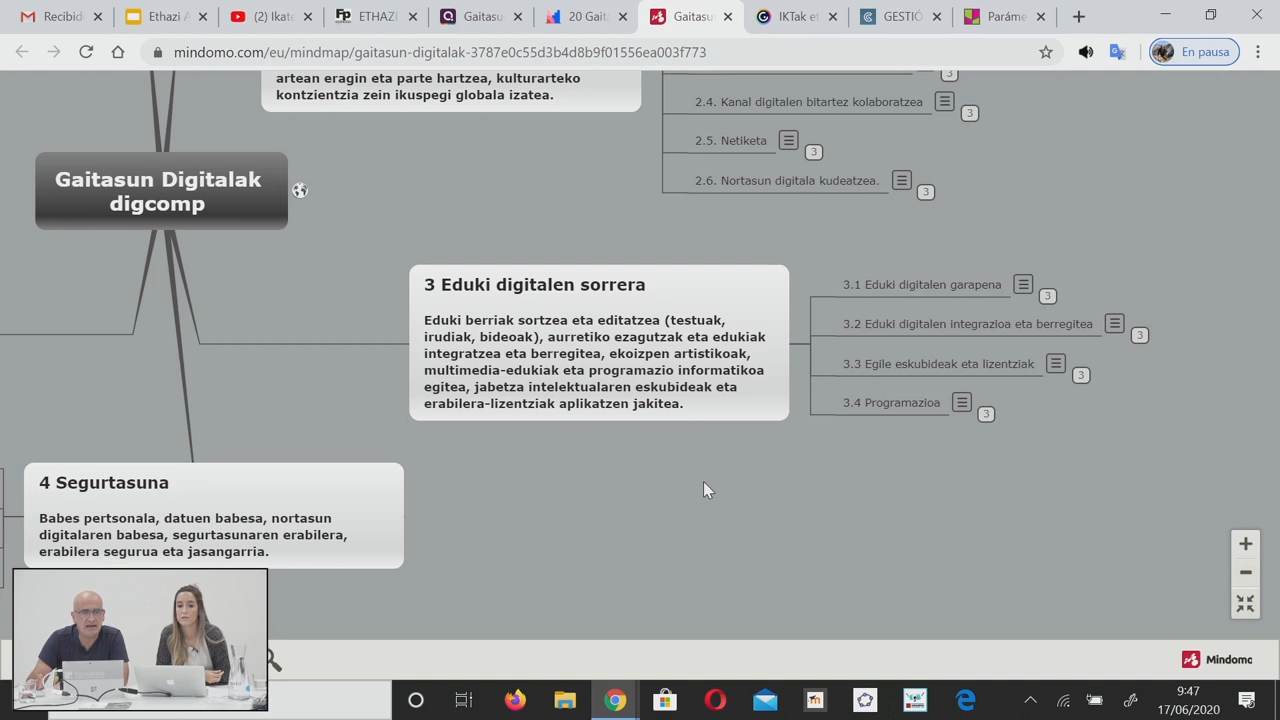 Recibid
Ethazi A
(2) Katei
ETHAZI
Gaitasu
20 Gait
Gaitasu
IKTak et
GESTIÓ
Paráme
mindomo.com/eu/mindmap/gaitasun-digitalak-3787e0c55d3b4d8b9f01556ea003f773
En pausa
artean eragin eta parte hartzea, kulturarteko
kontzientzia zein ikuspegi globala izatea.
3
2.4. Kanal digitalen bitartez kolaboratzea
3
2.5. Netiketa
3
2.6. Nortasun digitala kudeatzea.
3
Gaitasun Digitalak
digcomp
3 Eduki digitalen sorrera
Eduki berriak sortzea eta editatzea (testuak,
irudiak, bideoak), aurretiko ezagutzak eta edukiak
integratzea eta berregitea, ekoizpen artistikoak,
multimedia-edukiak eta programazio informatikoa
egitea, jabetza intelektualaren eskubideak eta
erabilera-lizentziak aplikatzen jakitea.
3.1 Eduki digitalen garapena
3
3.2 Eduki digitalen integrazioa eta berregitea
3
3.3 Egile eskubideak eta lizentziak
3
3.4 Programazioa
3
4 Segurtasuna
Babes pertsonala, datuen babesa, nortasun
digitalaren babesa, segurtasunaren erabilera,
erabilera segurua eta jasangarria.
Mindomo
9:47
17/06/2020